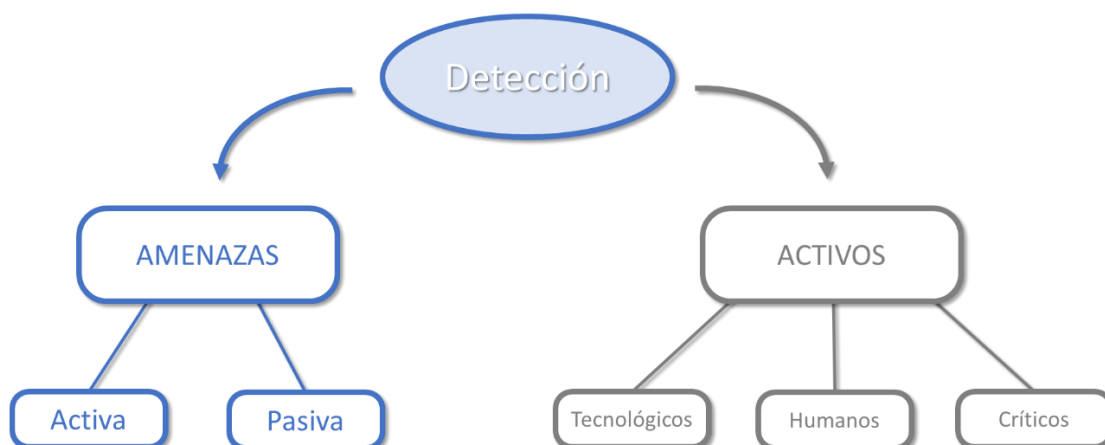 Detección
AMENAZAS
ACTIVOS
Activa
Pasiva
Tecnológicos
Humanos
Críticos